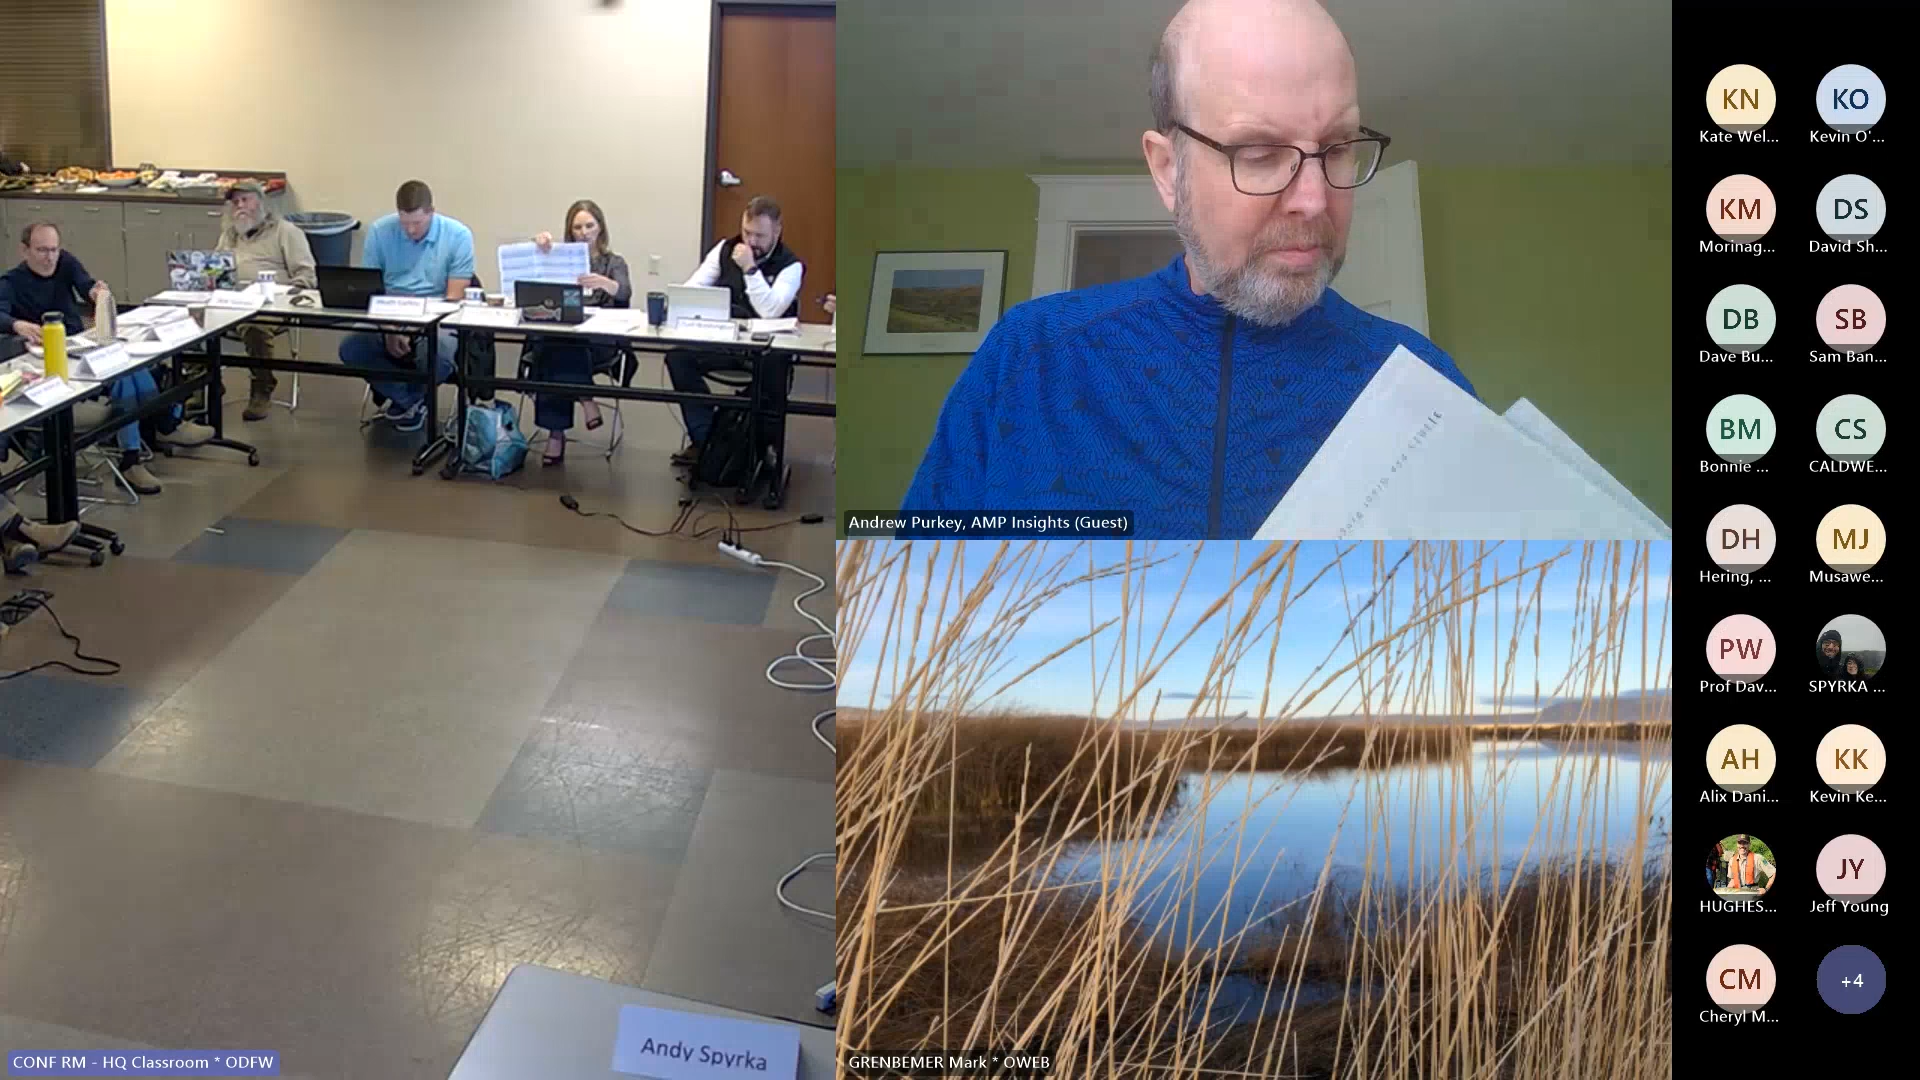 Andy Spyrka
CONF RM - HQ Classroom * ODFW
Andrew Purkey, AMP Insights (Guest)
GRENBEMER Mark * OWEB
KN
Kate Wel...
KO
Kevin O'...
KM
Morinag...
DS
David Sh...
DB
Dave Bu...
SB
Sam Ban...
BM
Bonnie ...
CS
CALDWE...
DH
Hering, ...
MJ
Musawe...
PW
Prof Dav...
SPYRKA ...
AH
Alix Dani...
KK
Kevin Ke...
HUGHES...
JY
Jeff Young
CM
Cheryl M...
+4